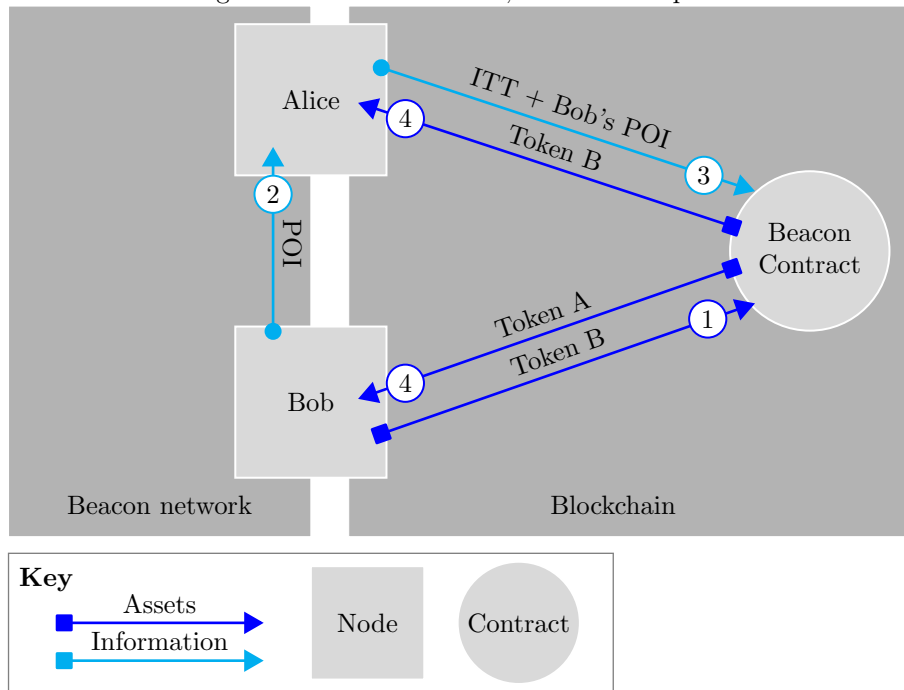 Alice
4
ITT + Bob's POI
Token B
3
2
POI
Beacon
Contract
Token A
1
Token B
4
Bob
Beacon network
Blockchain
Key
Assets
Information
Node
Contract